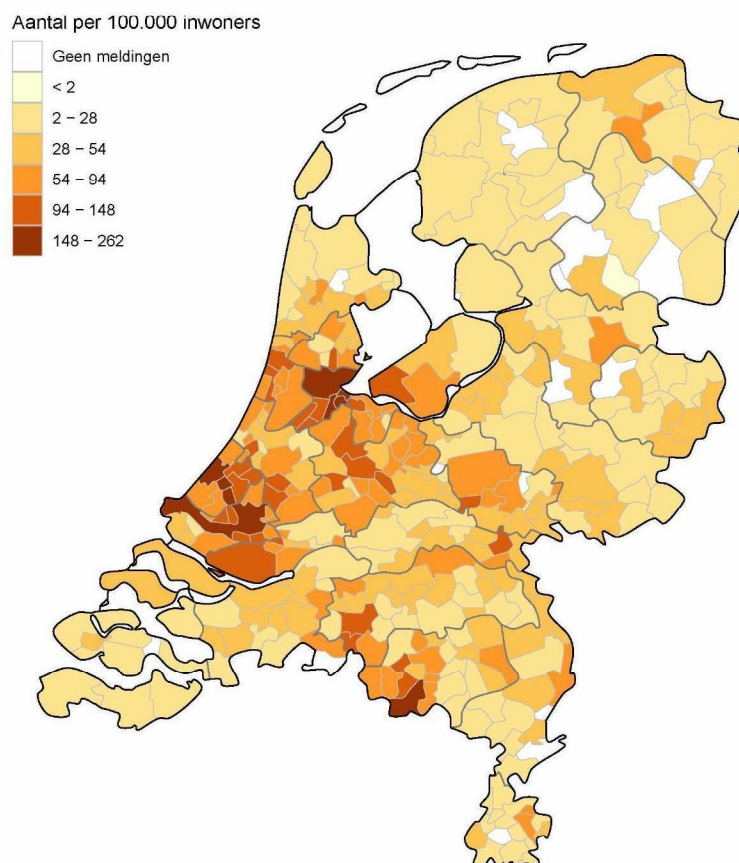 Aantal per 100.000 inwoners
Geen meldingen
< 2
2 – 28
28 – 54
54 – 94
94 – 148
148 – 262